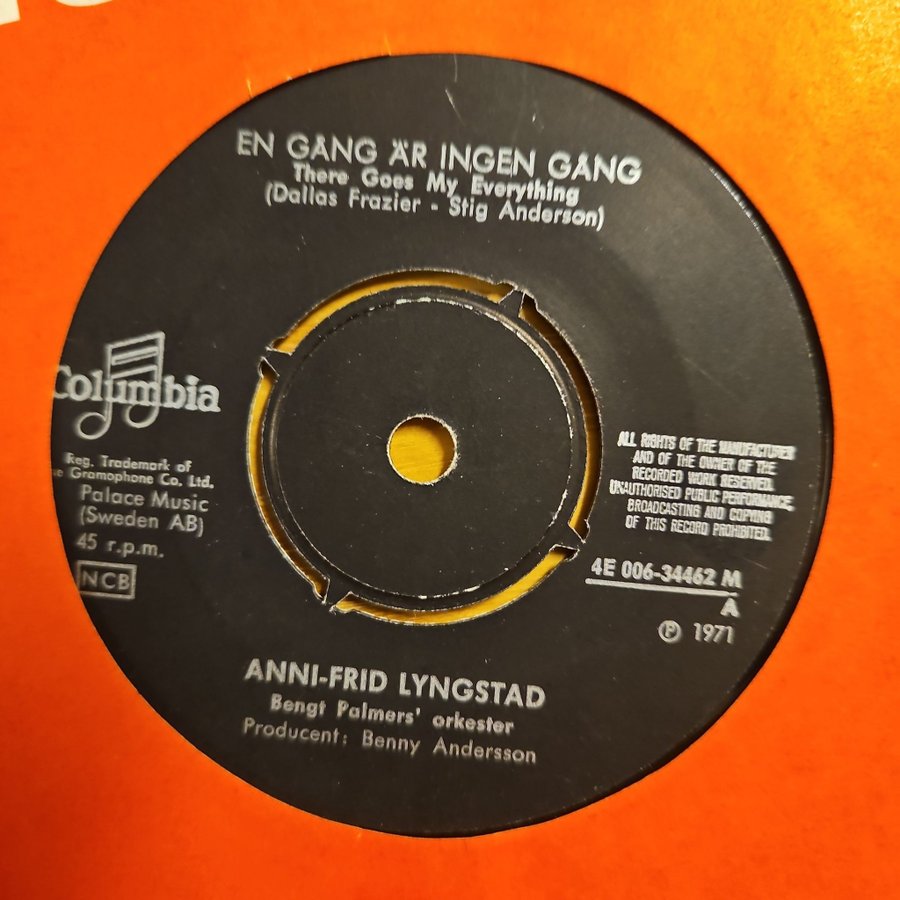 EN GÅNG ÄR INGEN GÅNG
There Goes My Everything
(Dallas Frazier - Stig Anderson)
Columbia
Reg. Trademark of
Gramophone Co. Ltd.
Palace Music
(Sweden AB)
45 r.p.m.
NCB
ALL RIGHTS OF THE MANUFACTURER
AND OF THE OWNER OF THE
RECORDED WORK RESERVED.
UNAUTHORISED PUBLIC PERFORMANCE,
BROADCASTING AND COPYING
OF THIS RECORD PROHIBITED.
4E 006-34462 M
A
℗ 1971
ANNI-FRID LYNGSTAD
Bengt Palmers' orkester
Producent: Benny Andersson